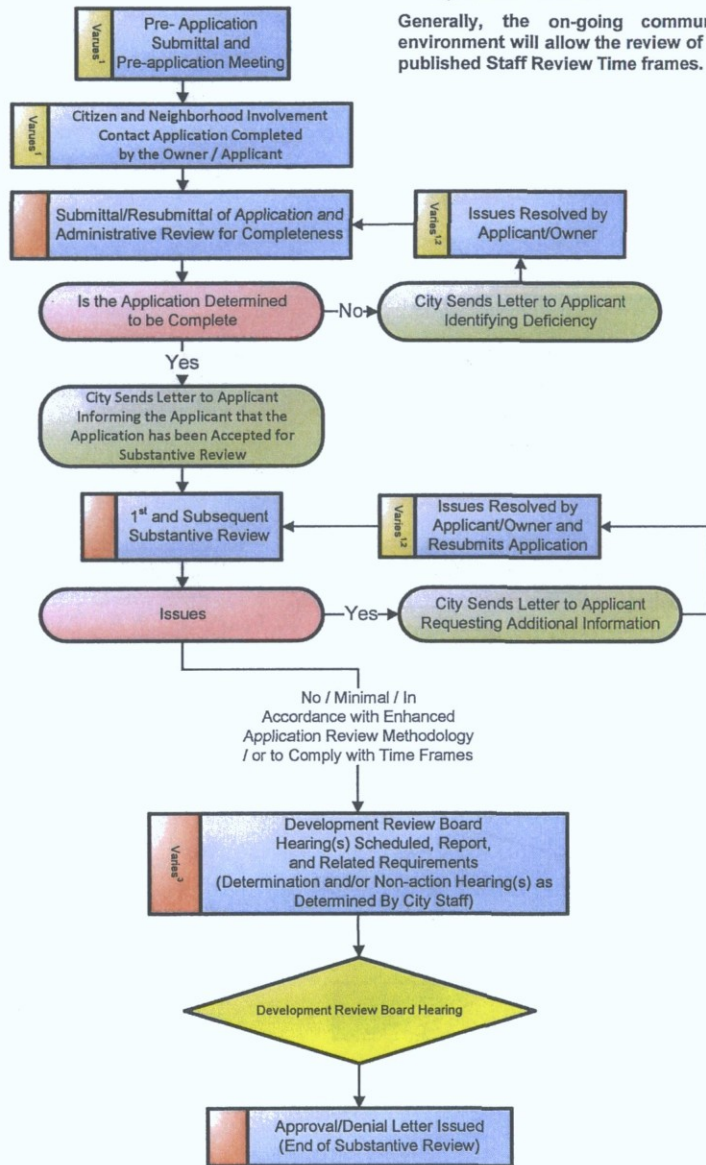 Pre- Application
Submittal and
Pre-application Meeting
Varues¹
Generally, the on-going
environment will allow the review of
published Staff Review Time frames.
Citizen and Neighborhood Involvement
Contact Application Completed
by the Owner / Applicant
Varues¹
Submittal/Resubmittal of Application and
Administrative Review for Completeness
Issues Resolved by
Applicant/Owner
Varies¹,²
Is the Application Determined
to be Complete
No
City Sends Letter to Applicant
Identifying Deficiency
Yes
City Sends Letter to Applicant
Informing the Applicant that the
Application has been Accepted for
Substantive Review
1st and Subsequent
Substantive Review
Issues Resolved by
Applicant/Owner and
Resubmits Application
Varies¹,²
Issues
Yes
City Sends Letter to Applicant
Requesting Additional Information
No / Minimal / In
Accordance with Enhanced
Application Review Methodology
/ or to Comply with Time Frames
Development Review Board
Hearing(s) Scheduled, Report,
and Related Requirements
(Determination and/or Non-action Hearing(s) as
Determined By City Staff)
Varies³
Development Review Board Hearing
Approval/Denial Letter Issued
(End of Substantive Review)